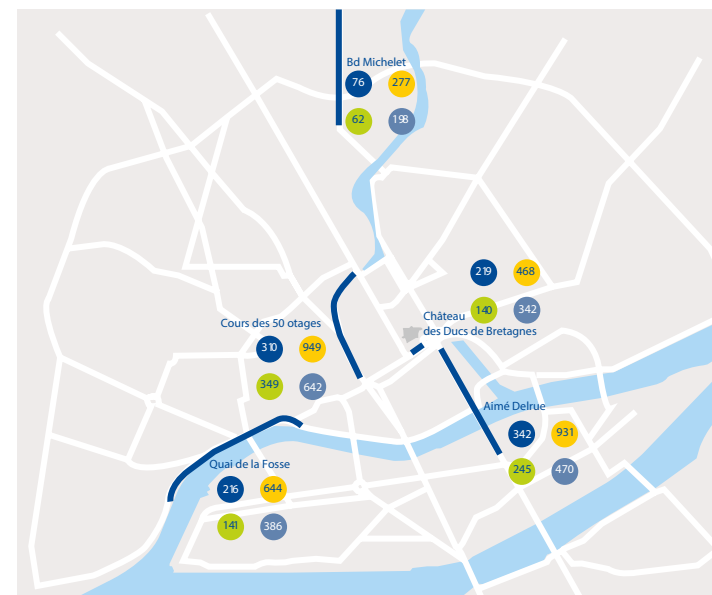 Bd Michelet
76 277
62 198
219 468
140 342
Château
des Ducs de Bretagnes
Cours des 50 otages
310 949
349 642
Aimé Delrue
342 931
245 470
Quai de la Fosse
216 644
141 386